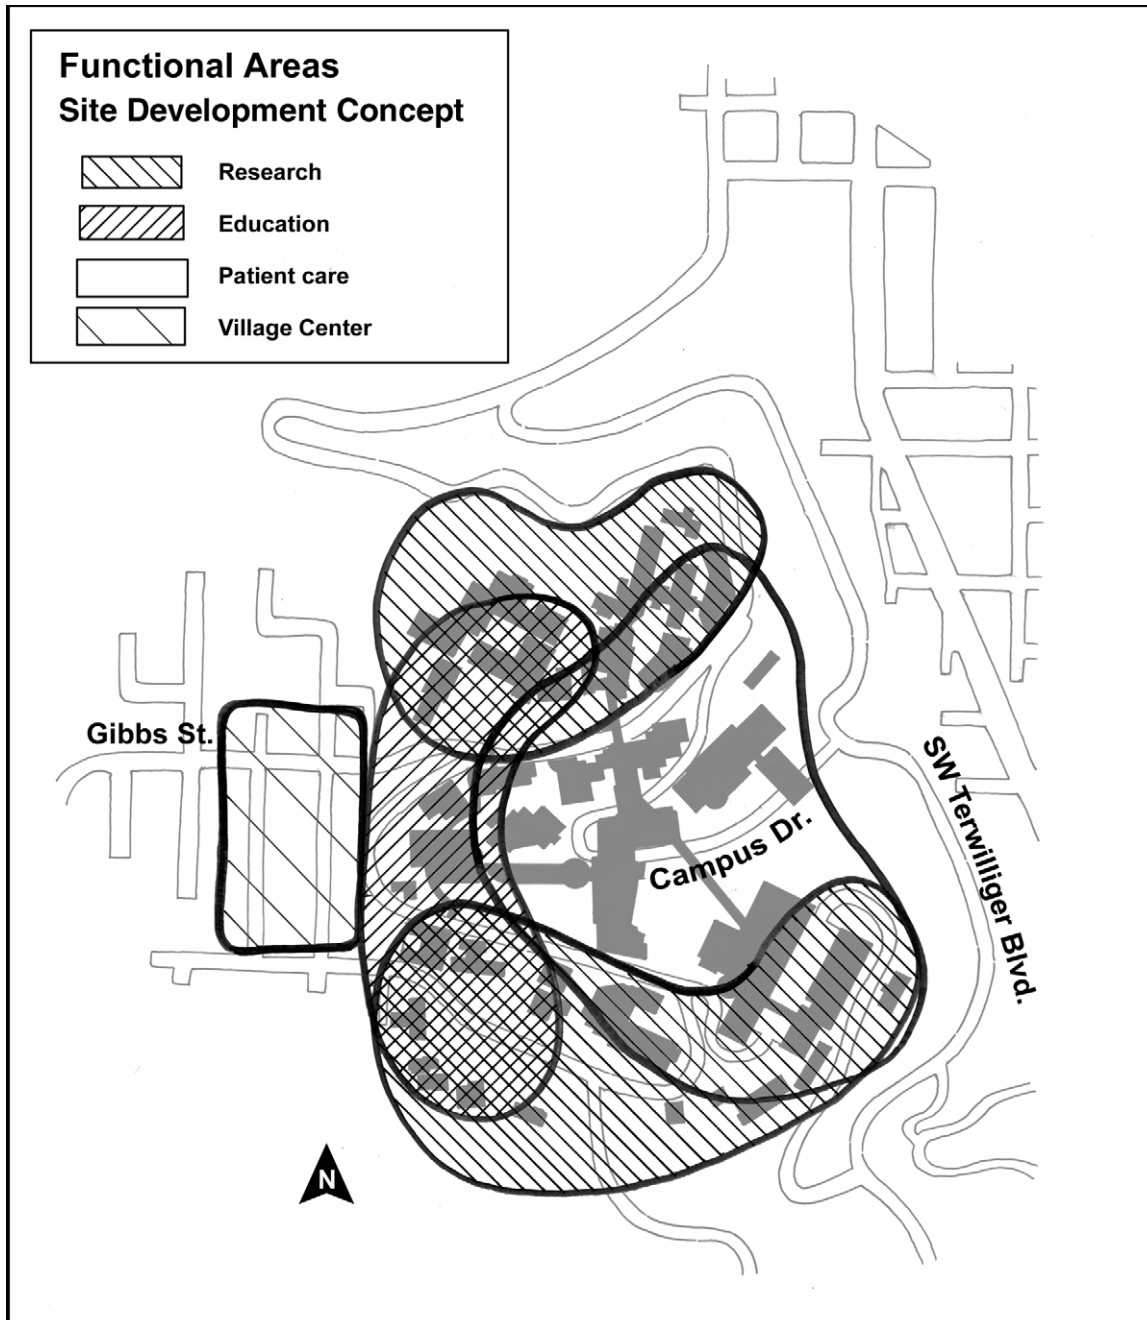 Functional Areas
Site Development Concept
Research
Education
Patient care
Village Center
Gibbs St.
SW Terwilliger Blvd.
Campus Dr.
N